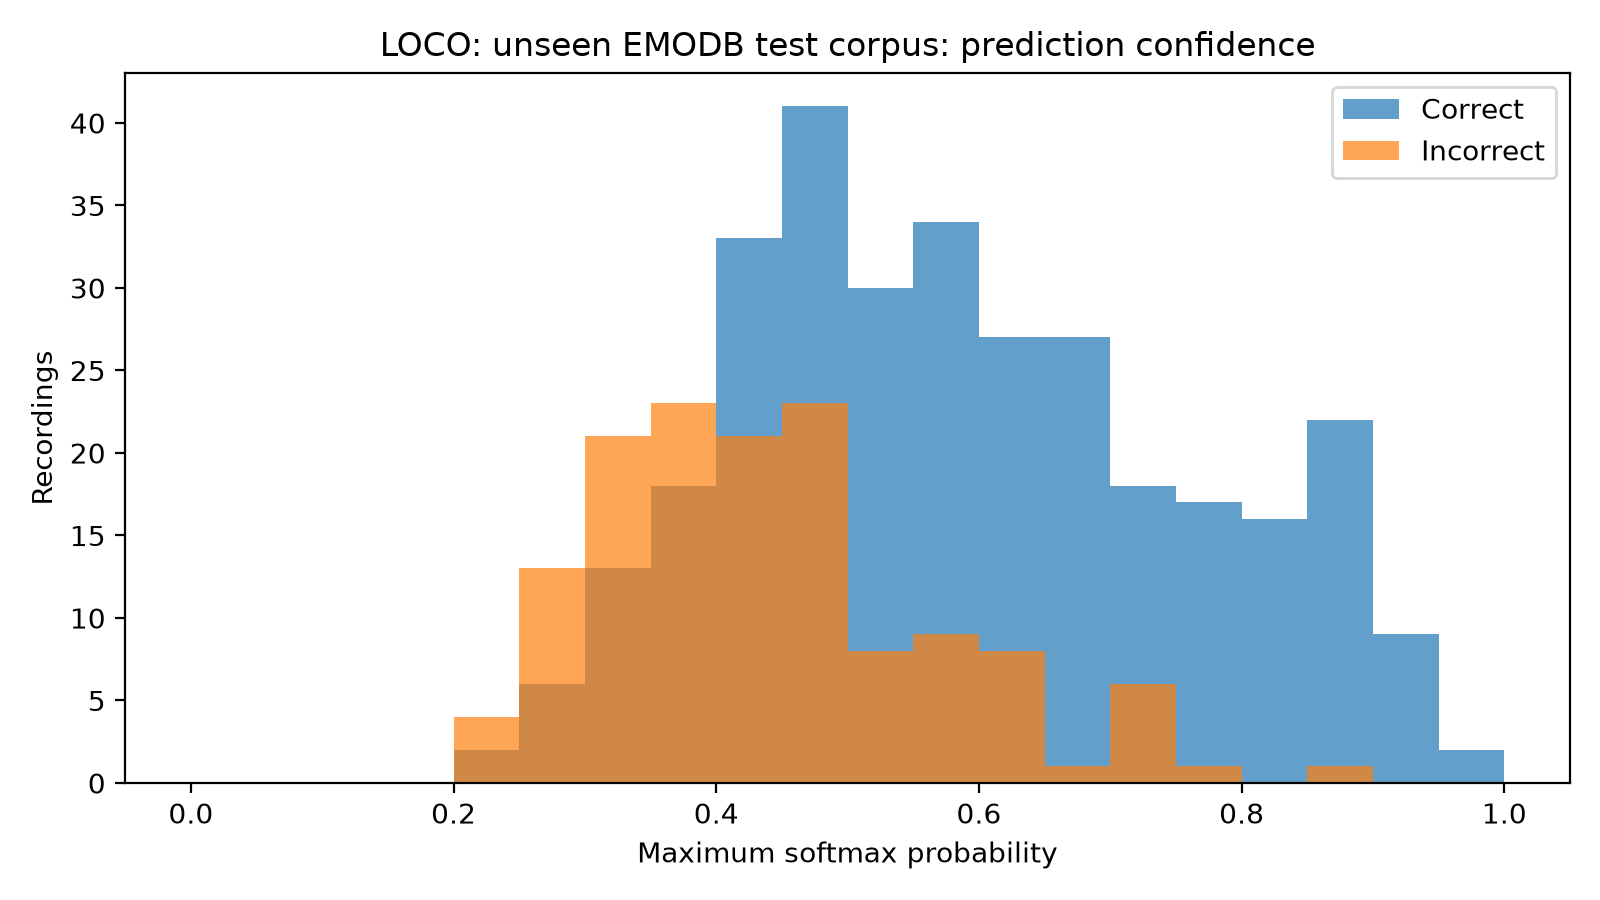 LOCO: unseen EMODB test corpus: prediction confidence
Correct
Incorrect
40
35
30
25
20
15
10
5
0
Recordings
0.0 0.2 0.4 0.6 0.8 1.0
Maximum softmax probability